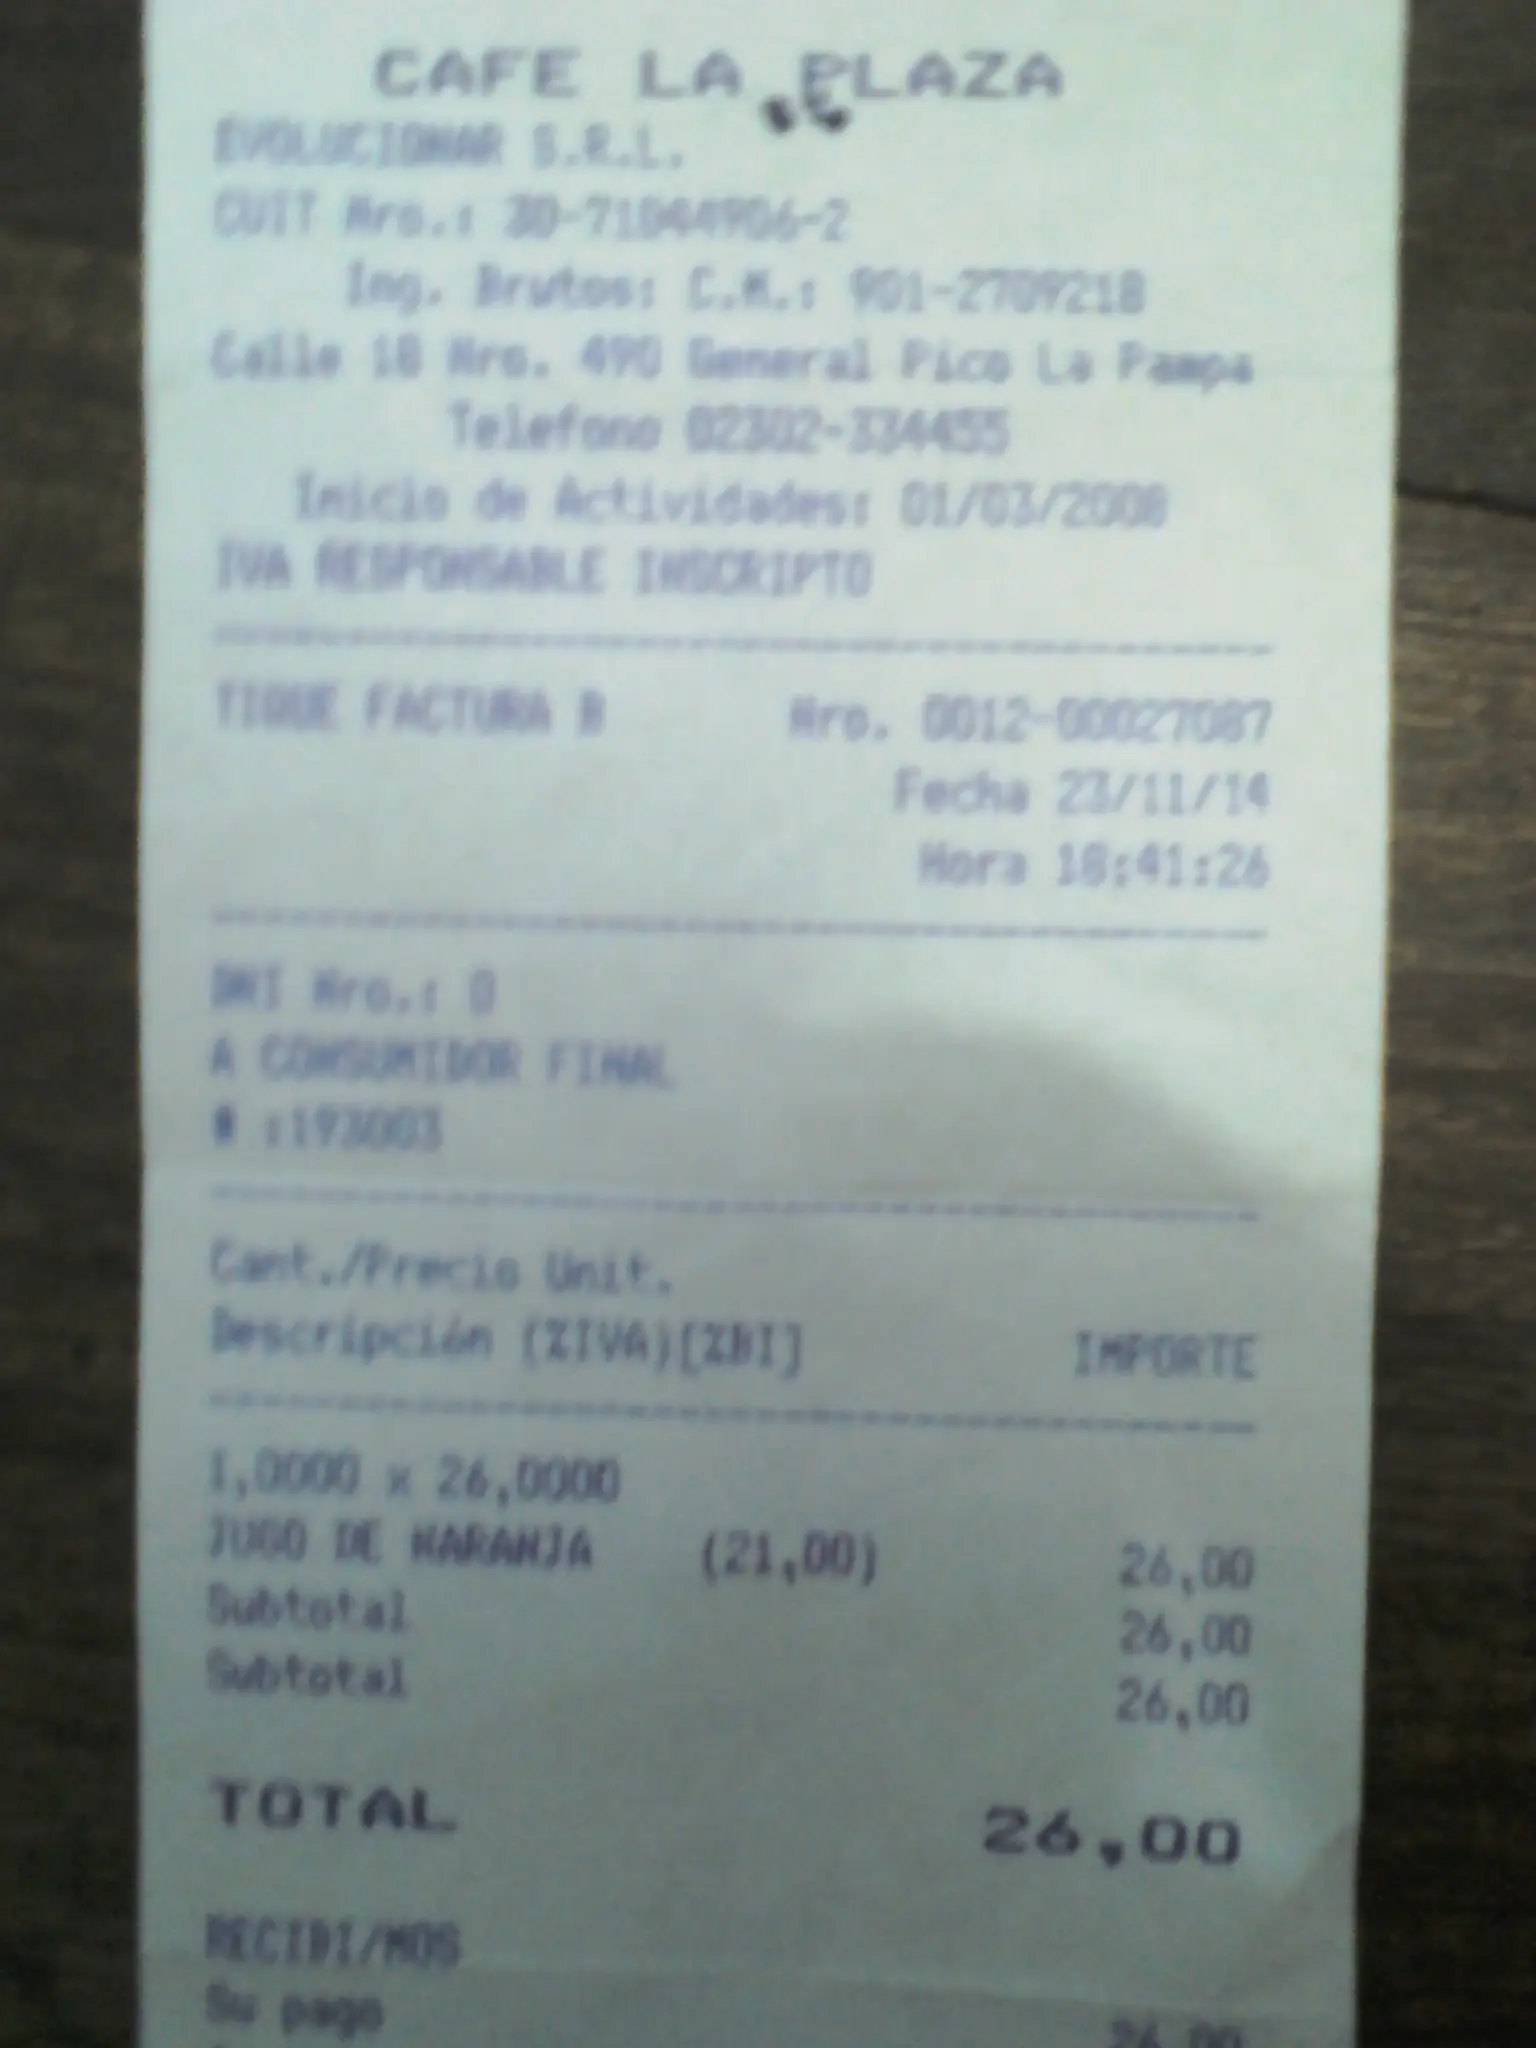 CAFE LA PLAZA
EVOLUCIONAR S.R.L.
CUIT Nro.: 30-71044906-2
Ing. Brutos: C.M.: 901-2709218
Calle 18 Nro. 490 General Pico La Pampa
Telefono 02302-334455
Inicio de Actividades: 01/03/2008
IVA RESPONSABLE INSCRIPTO
TIQUE FACTURA B Nro. 0012-00027087
Fecha 23/11/14
Hora 18:41:26
DNI Nro.: 0
A CONSUMIDOR FINAL
# :193003
Cant./Precio Unit.
Descripción (%IVA)[%BI] IMPORTE
1,0000 x 26,0000
JUGO DE NARANJA (21,00) 26,00
Subtotal 26,00
Subtotal 26,00
TOTAL 26,00
RECIBI/MOS
Su pago 26,00